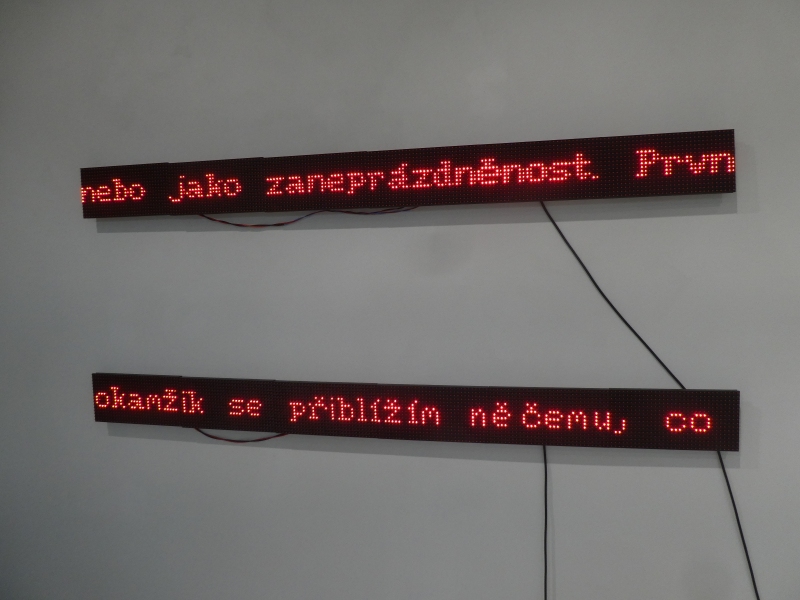 nebo jako zaneprázdněnost. Prvn
okamžik se přiblížím něčemu, co